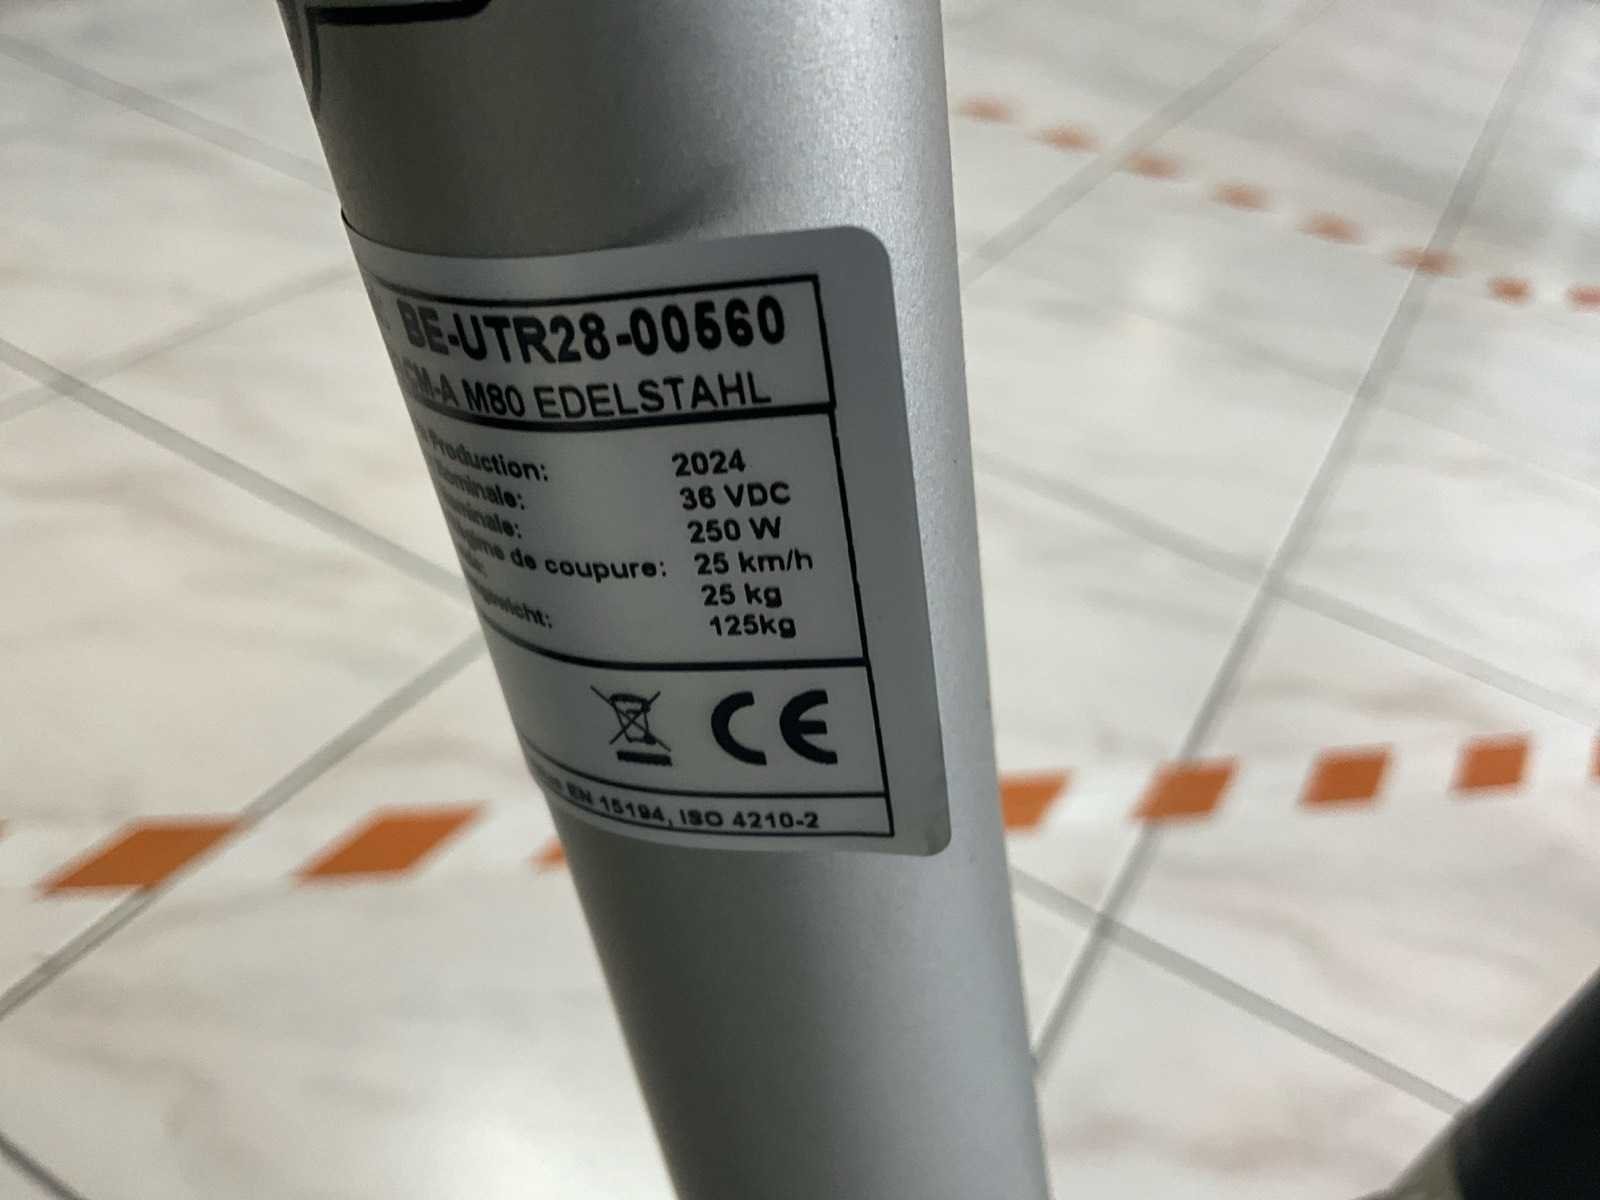 BE-UTR28-00560
CM-A M80 EDELSTAHL
Production: 2024
36 VDC
250 W
de coupure: 25 km/h
25 kg
125kg
CE
EN 15194, ISO 4210-2